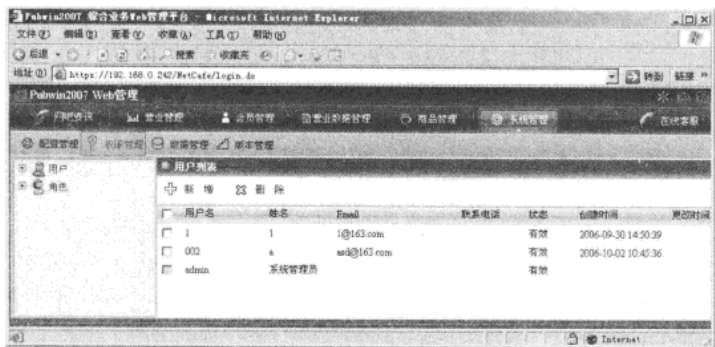 Pubwin2007 综合业务Web管理平台 - Microsoft Internet Explorer
文件(F) 编辑(E) 查看(V) 收藏(A) 工具(T) 帮助(H)
后退 搜索 收藏夹
地址(D) https://192.168.0.242/NetCafe/login.do 转到 链接 »
Pubwin2007 Web管理
网吧资讯 营业管理 会员管理 营业数据管理 商品管理 系统管理 在线客服
配置管理 权限管理 数据管理 版本管理
用户
角色
用户列表
新 增 删 除
用户名 姓名 Email 联系电话 状态 创建时间 更改时间
1 1 1@163.com 有效 2006-09-30 14:50:39
002 a asd@163.com 有效 2006-10-02 10:45:36
admin 系统管理员 有效
Internet